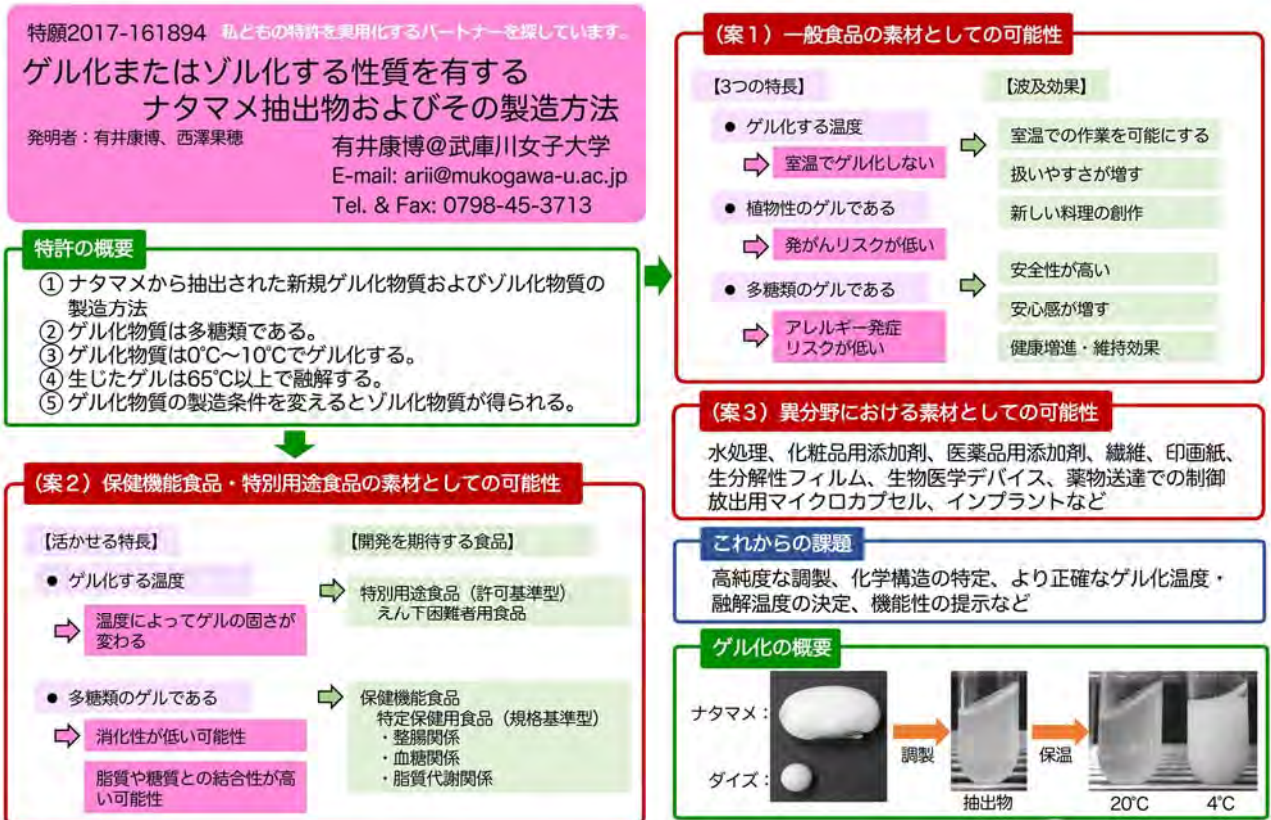 特願2017-161894 私どもの特許を実用化するパートナーを探しています。
ゲル化またはゾル化する性質を有する
ナタマメ抽出物およびその製造方法
発明者：有井康博、西澤果穂
有井康博@武庫川女子大学
E-mail: arii@mukogawa-u.ac.jp
Tel. & Fax: 0798-45-3713
特許の概要
① ナタマメから抽出された新規ゲル化物質およびゾル化物質の
製造方法
② ゲル化物質は多糖類である。
③ ゲル化物質は0℃〜10℃でゲル化する。
④ 生じたゲルは65℃以上で融解する。
⑤ ゲル化物質の製造条件を変えるとゾル化物質が得られる。
（案２）保健機能食品・特別用途食品の素材としての可能性
【活かせる特長】
● ゲル化する温度
温度によってゲルの固さが
変わる
● 多糖類のゲルである
消化性が低い可能性
脂質や糖質との結合性が高
い可能性
【開発を期待する食品】
特別用途食品（許可基準型）
えん下困難者用食品
保健機能食品
特定保健用食品（規格基準型）
・整腸関係
・血糖関係
・脂質代謝関係
（案１）一般食品の素材としての可能性
【3つの特長】
● ゲル化する温度
室温でゲル化しない
● 植物性のゲルである
発がんリスクが低い
● 多糖類のゲルである
アレルギー発症
リスクが低い
【波及効果】
室温での作業を可能にする
扱いやすさが増す
新しい料理の創作
安全性が高い
安心感が増す
健康増進・維持効果
（案３）異分野における素材としての可能性
水処理、化粧品用添加剤、医薬品用添加剤、繊維、印画紙、
生分解性フィルム、生物医学デバイス、薬物送達での制御
放出用マイクロカプセル、インプラントなど
これからの課題
高純度な調製、化学構造の特定、より正確なゲル化温度・
融解温度の決定、機能性の提示など
ゲル化の概要
ナタマメ：
ダイズ：
調製
抽出物
保温
20℃
4℃